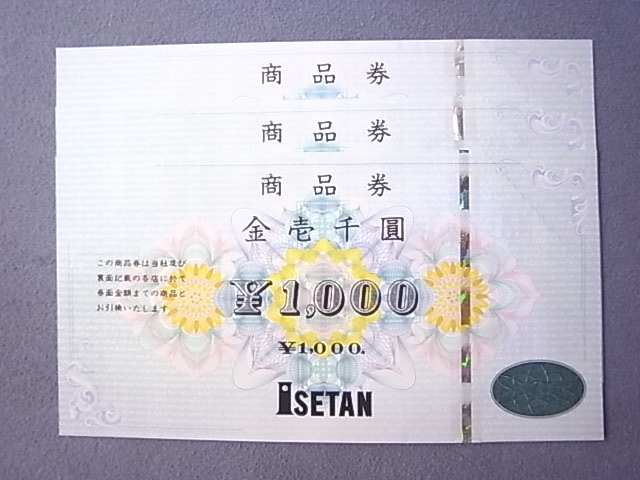 商品券
商品券
商品券
金壱千圓
この商品券は当社及び
裏面記載の各店に於て
券面金額までの商品と
お引換いたします
¥1,000
¥1,000.
ISETAN